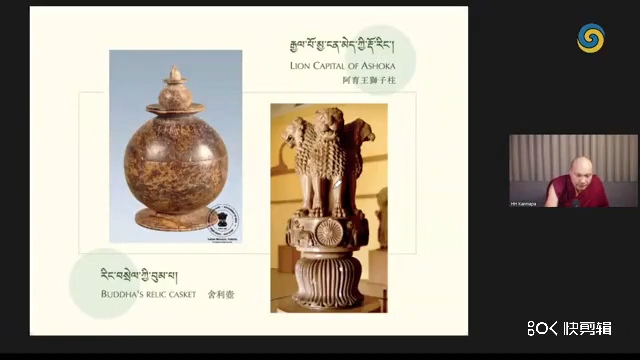 རྒྱལ་པོ་མྱ་ངན་མེད་ཀྱི་རྡོ་རིང་།
LION CAPITAL OF ASHOKA
阿育王獅子柱
HH Karmapa
རིང་བསྲེལ་ཀྱི་བུམ་པ།
BUDDHA'S RELIC CASKET 舍利壺
快剪辑